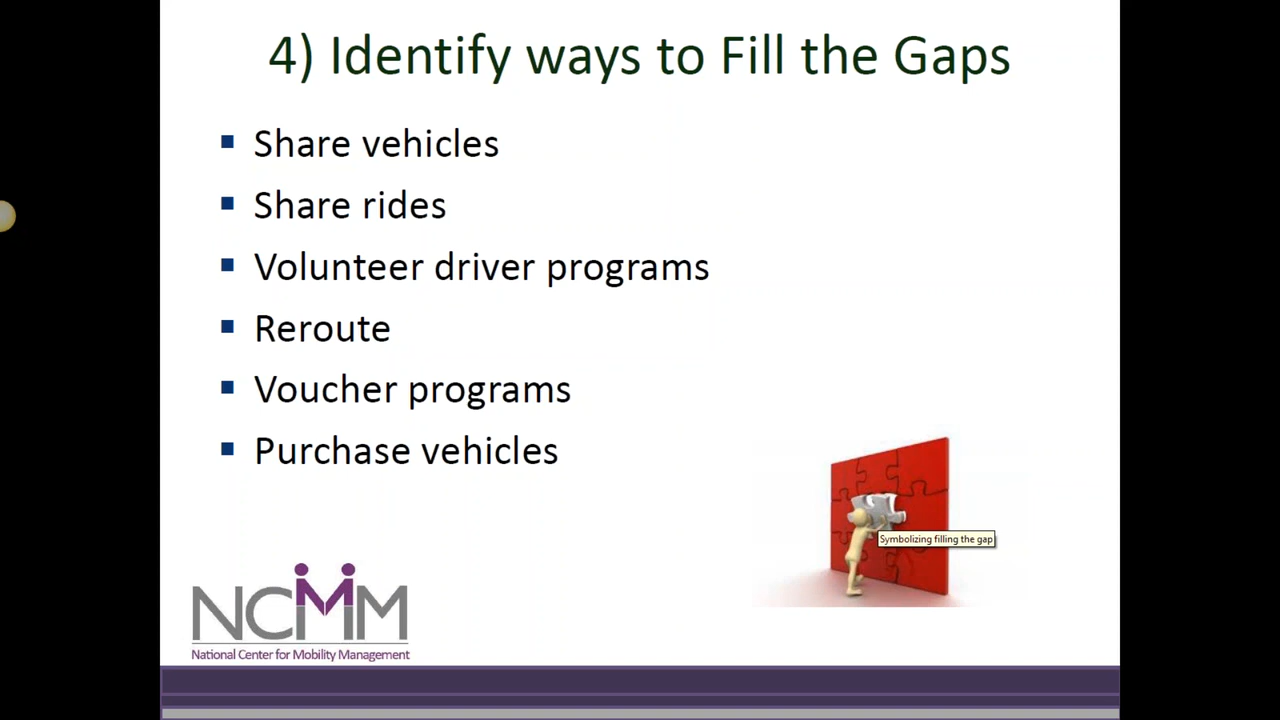 4) Identify ways to Fill the Gaps
Share vehicles
Share rides
Volunteer driver programs
Reroute
Voucher programs
Purchase vehicles
Symbolizing filling the gap
NCMM
National Center for Mobility Management